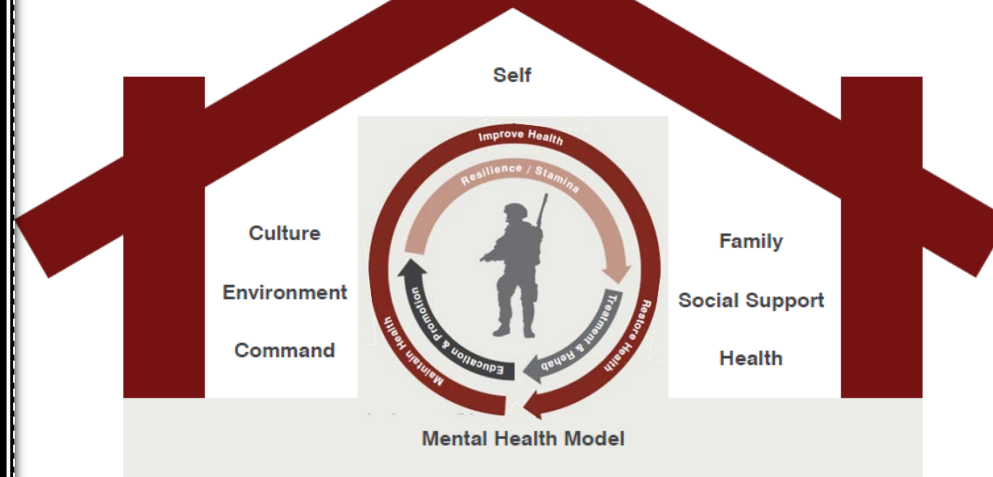 Self
Improve Health
Resilience / Stamina
Culture
Environment
Command
Family
Social Support
Health
Education & Promotion
Treatment & Rehab
Maintain Health
Restore Health
Mental Health Model